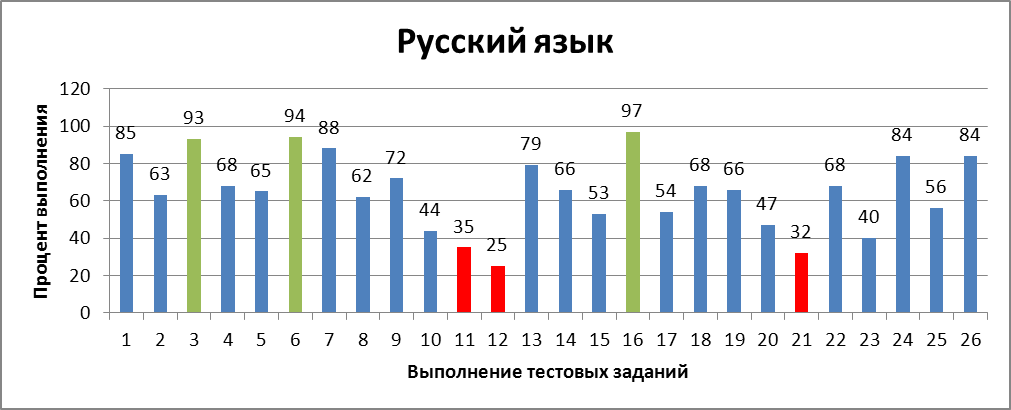 Русский язык
Процент выполнения
120
100
80
60
40
20
0
85 63 93 68 65 94 88 62 72 44 35 25 79 66 53 97 54 68 66 47 32 68 40 84 56 84
1 2 3 4 5 6 7 8 9 10 11 12 13 14 15 16 17 18 19 20 21 22 23 24 25 26
Выполнение тестовых заданий